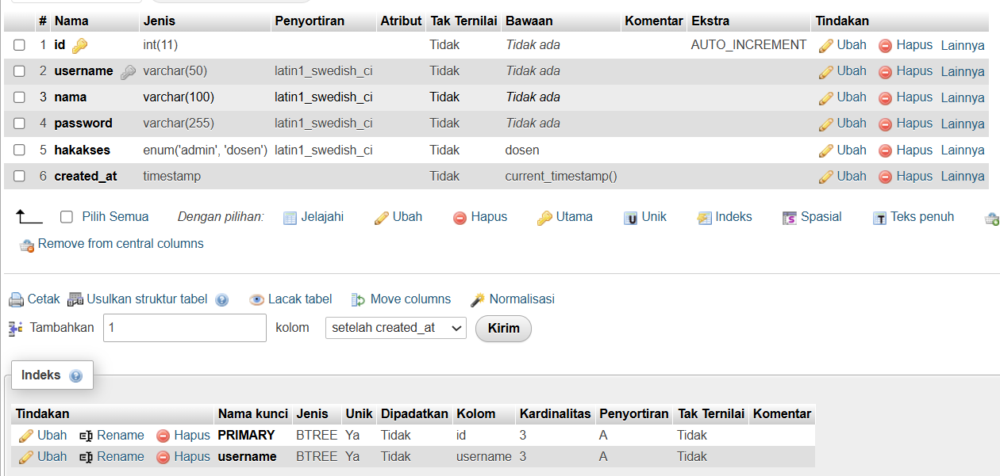 # Nama Jenis Penyortiran Atribut Tak Ternilai Bawaan Komentar Ekstra Tindakan
1 id int(11) Tidak Tidak ada AUTO_INCREMENT Ubah Hapus Lainnya
2 username varchar(50) latin1_swedish_ci Tidak Tidak ada Ubah Hapus Lainnya
3 nama varchar(100) latin1_swedish_ci Tidak Tidak ada Ubah Hapus Lainnya
4 password varchar(255) latin1_swedish_ci Tidak Tidak ada Ubah Hapus Lainnya
5 hakakses enum('admin', 'dosen') latin1_swedish_ci Tidak dosen Ubah Hapus Lainnya
6 created_at timestamp Tidak current_timestamp() Ubah Hapus Lainnya
Pilih Semua Dengan pilihan: Jelajahi Ubah Hapus Utama Unik Indeks Spasial Teks penuh
Remove from central columns
Cetak Usulkan struktur tabel Lacak tabel Move columns Normalisasi
Tambahkan 1 kolom setelah created_at Kirim
Indeks
Tindakan Nama kunci Jenis Unik Dipadatkan Kolom Kardinalitas Penyortiran Tak Ternilai Komentar
Ubah Rename Hapus PRIMARY BTREE Ya Tidak id 3 A Tidak
Ubah Rename Hapus username BTREE Ya Tidak username 3 A Tidak